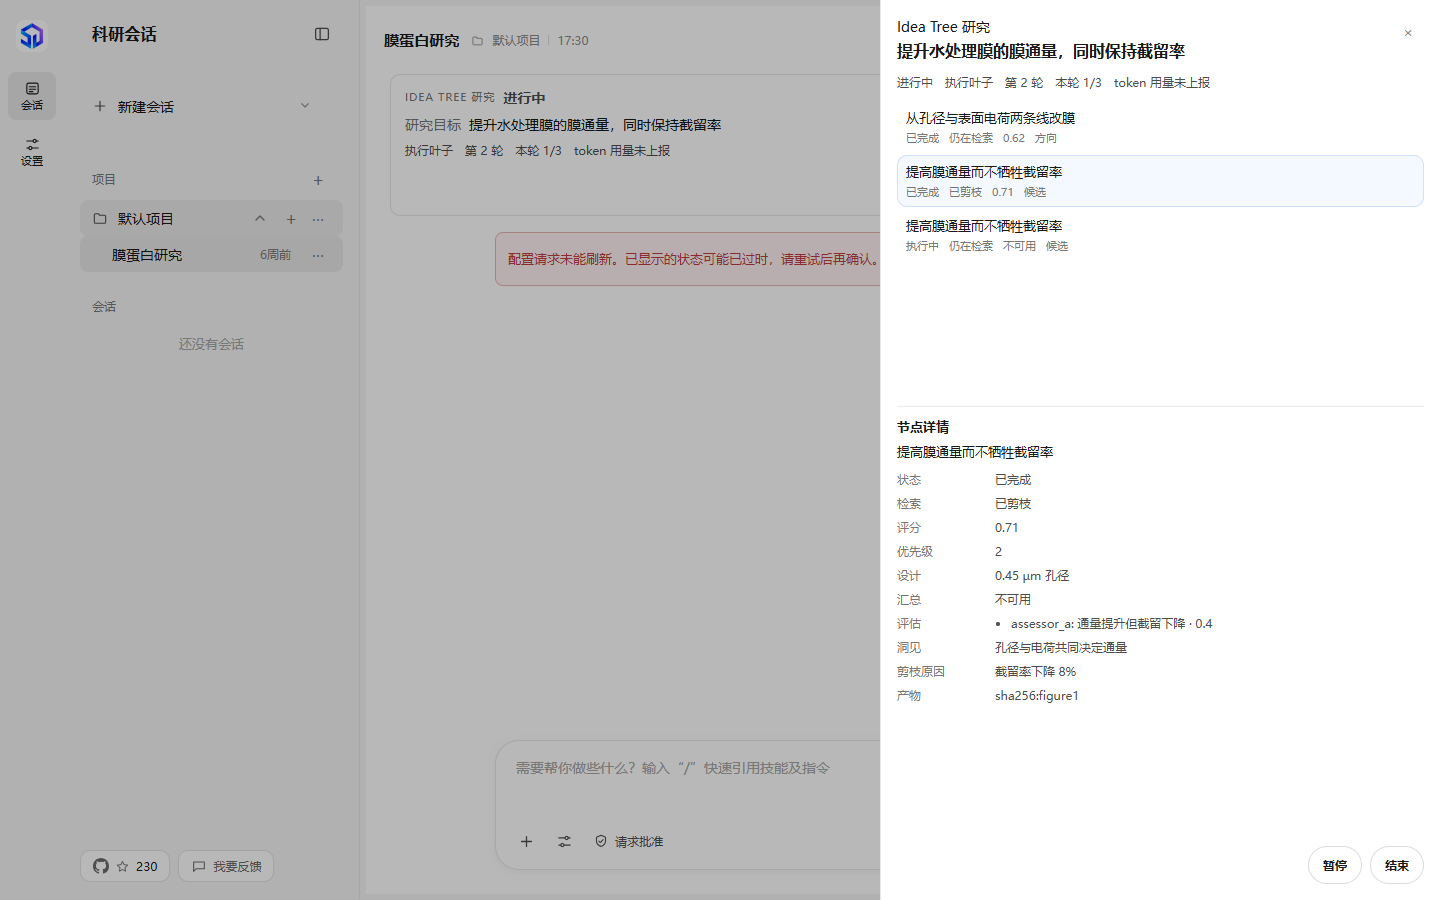 科研会话
会话
设置
新建会话
项目
默认项目
膜蛋白研究 6周前
会话
还没有会话
230
我要反馈
膜蛋白研究 默认项目 17:30
IDEA TREE 研究 进行中
研究目标 提升水处理膜的膜通量，同时保持截留率
执行叶子 第 2 轮 本轮 1/3 token 用量未上报
配置请求未能刷新。已显示的状态可能已过时，请重试后再确认。
需要帮你做些什么？输入“/”快速引用技能及指令
请求批准
Idea Tree 研究
提升水处理膜的膜通量，同时保持截留率
进行中 执行叶子 第 2 轮 本轮 1/3 token 用量未上报
从孔径与表面电荷两条线改膜
已完成 仍在检索 0.62 方向
提高膜通量而不牺牲截留率
已完成 已剪枝 0.71 候选
提高膜通量而不牺牲截留率
执行中 仍在检索 不可用 候选
节点详情
提高膜通量而不牺牲截留率
状态 已完成
检索 已剪枝
评分 0.71
优先级 2
设计 0.45 µm 孔径
汇总 不可用
评估 • assessor_a: 通量提升但截留下降 · 0.4
洞见 孔径与电荷共同决定通量
剪枝原因 截留率下降 8%
产物 sha256:figure1
暂停 结束